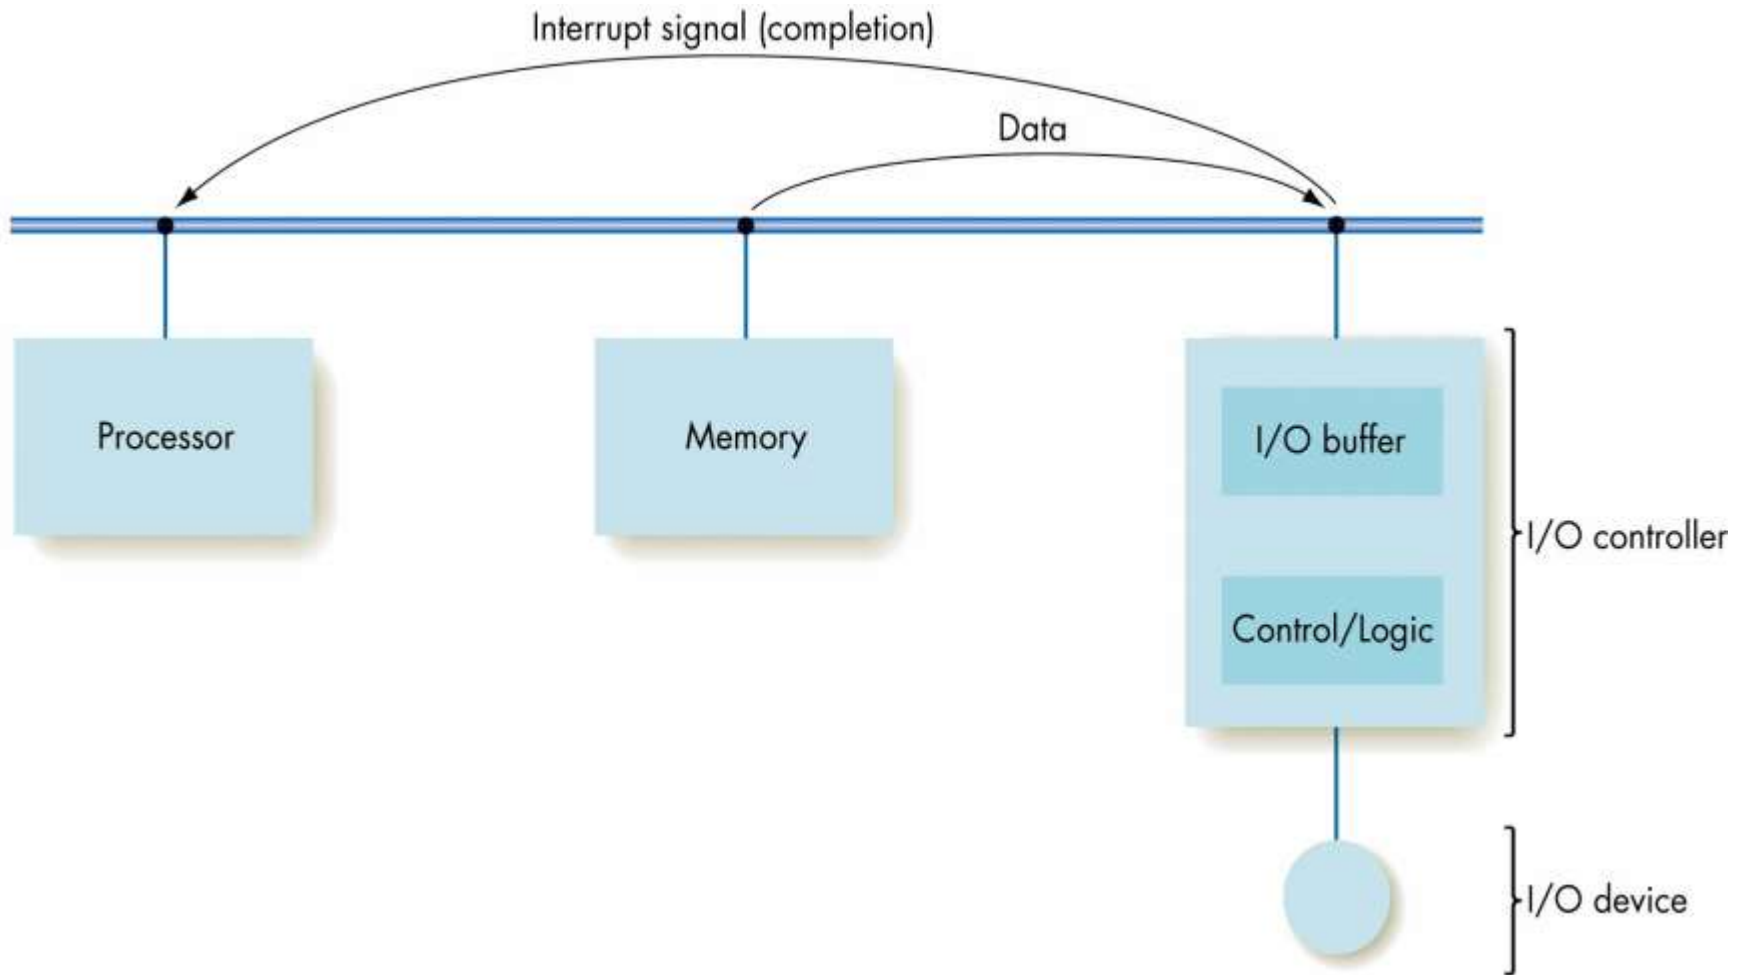 Interrupt signal (completion)
Data
Processor
Memory
I/O buffer
Control/Logic
I/O controller
I/O device